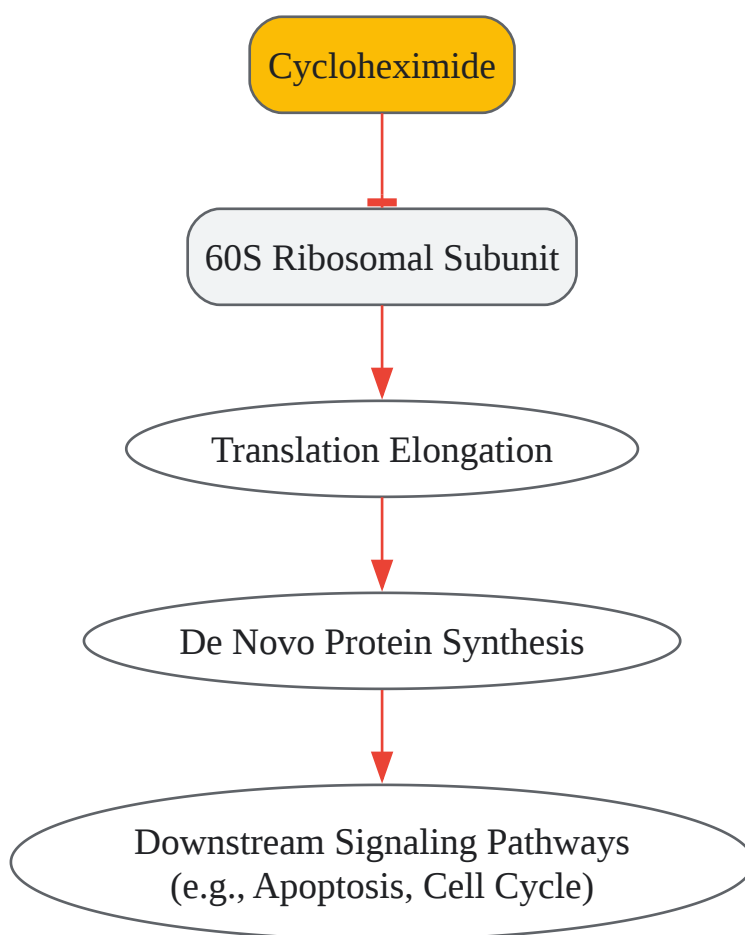 Cycloheximide
60S Ribosomal Subunit
Translation Elongation
De Novo Protein Synthesis
Downstream Signaling Pathways
(e.g., Apoptosis, Cell Cycle)